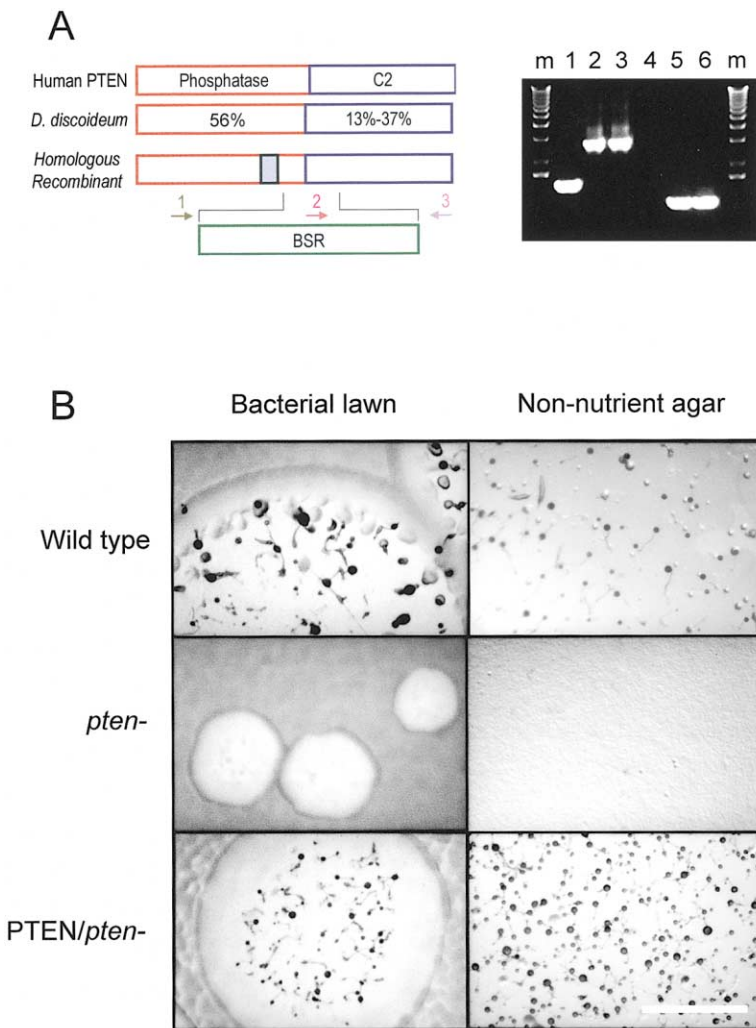 A
Human PTEN Phosphatase C2
D. discoideum 56% 13%-37%
Homologous Recombinant
1 2 3
BSR
m 1 2 3 4 5 6 m
B
Bacterial lawn Non-nutrient agar
Wild type
pten-
PTEN/pten-